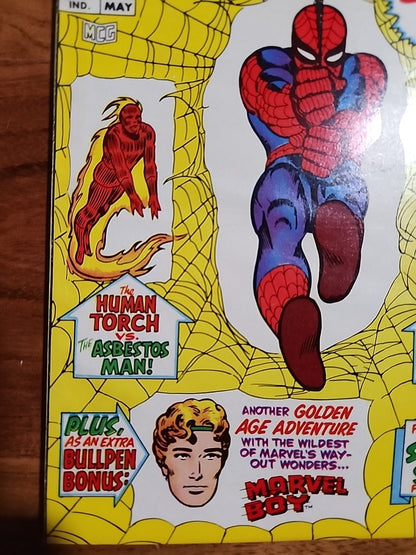 IND. MAY
MCG
The
HUMAN
TORCH
VS.
THE ASBESTOS
MAN!
PLUS,
AS AN EXTRA
BULLPEN
BONUS:
ANOTHER GOLDEN
AGE ADVENTURE
WITH THE WILDEST
OF MARVEL'S WAY-
OUT WONDERS...
MARVEL
BOY™